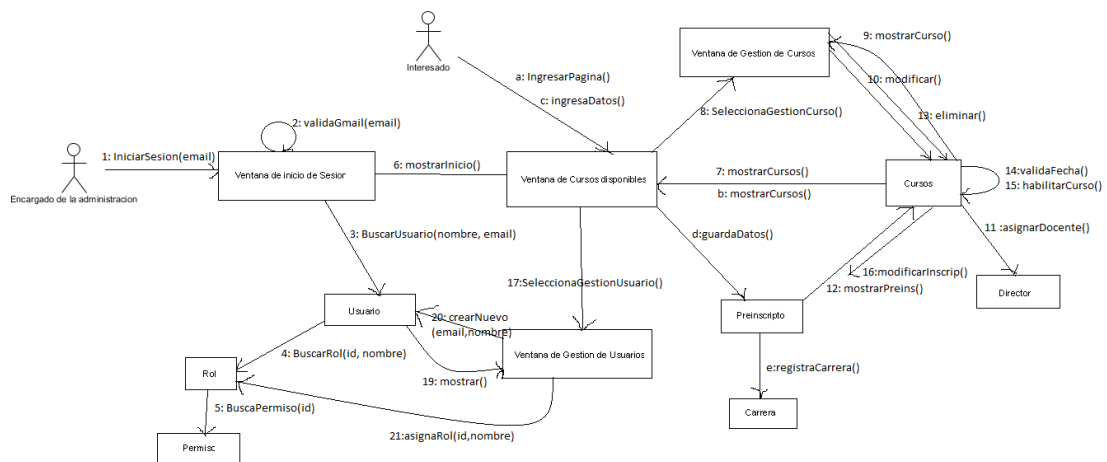 9: mostrarCurso()
Ventana de Gestion de Cursos
Interesado
a: IngresarPagina()
10: modificar()
c: ingresaDatos()
8: SeleccionaGestionCurso()
13: eliminar()
2: validaGmail(email)
1: IniciarSesion(email)
6: mostrarInicio()
Ventana de inicio de Sesior
Ventana de Cursos disponibles
7: mostrarCursos()
Cursos
14:validaFecha()
15: habilitarCurso()
b: mostrarCursos()
Encargado de la administracion
3: BuscarUsuario(nombre, email)
d:guardaDatos()
11 :asignarDocente()
16:modificarInscrip()
17:SeleccionaGestionUsuario()
12: mostrarPreins()
Director
Usuario
20: crearNuevo
(email,nombre)
Preinscripto
4: BuscarRol(id, nombre)
Ventana de Gestion de Usuarios
Rol
19: mostrar()
e:registraCarrera()
5: BuscaPermiso(id)
Carrera
21:asignaRol(id,nombre)
Permisc